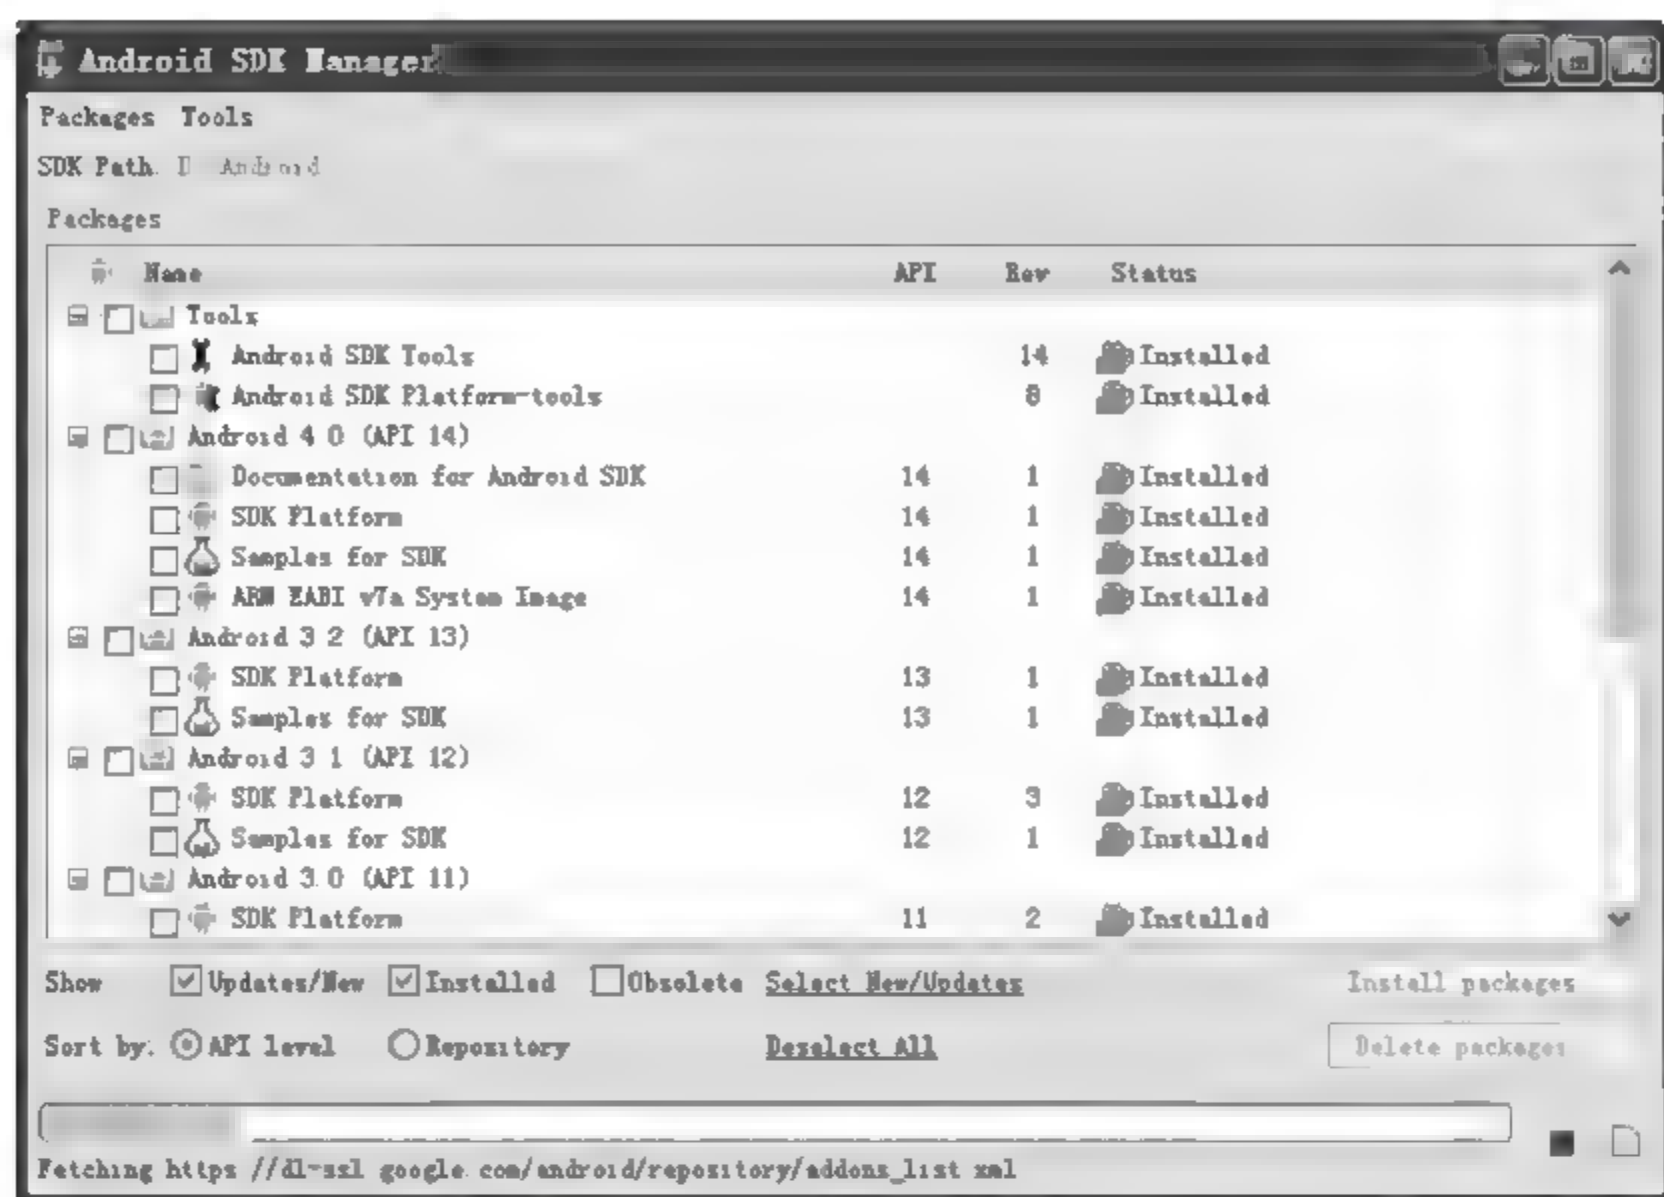 Android SDK Manager
Packages Tools
SDK Path. D Android
Packages
Name API Rev Status
Tools
Android SDK Tools 14 Installed
Android SDK Platform-tools 8 Installed
Android 4 0 (API 14)
Documentation for Android SDK 14 1 Installed
SDK Platform 14 1 Installed
Samples for SDK 14 1 Installed
ARM EABI v7a System Image 14 1 Installed
Android 3 2 (API 13)
SDK Platform 13 1 Installed
Samples for SDK 13 1 Installed
Android 3 1 (API 12)
SDK Platform 12 3 Installed
Samples for SDK 12 1 Installed
Android 3.0 (API 11)
SDK Platform 11 2 Installed
Show Updates/New Installed Obsolete Select New/Updates Install packages
Sort by: API level Repository Deselect All Delete packages
Fetching https //dl-ssl google.com/android/repository/addons_list xml